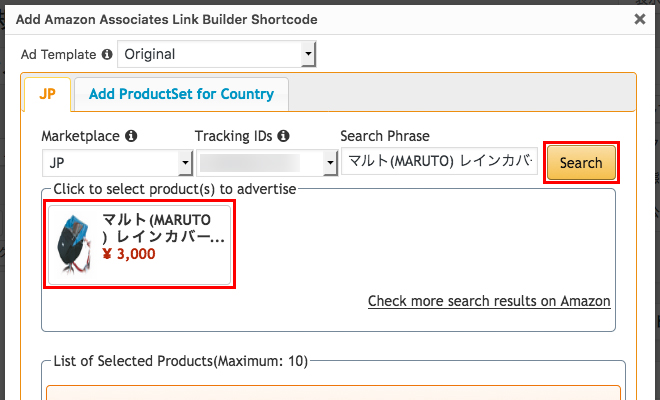 Add Amazon Associates Link Builder Shortcode
Ad Template Original
JP Add ProductSet for Country
Marketplace Tracking IDs Search Phrase
JP マルト(MARUTO) レインカバ Search
Click to select product(s) to advertise
マルト(MARUTO
) レインカバー...
¥ 3,000
Check more search results on Amazon
List of Selected Products(Maximum: 10)